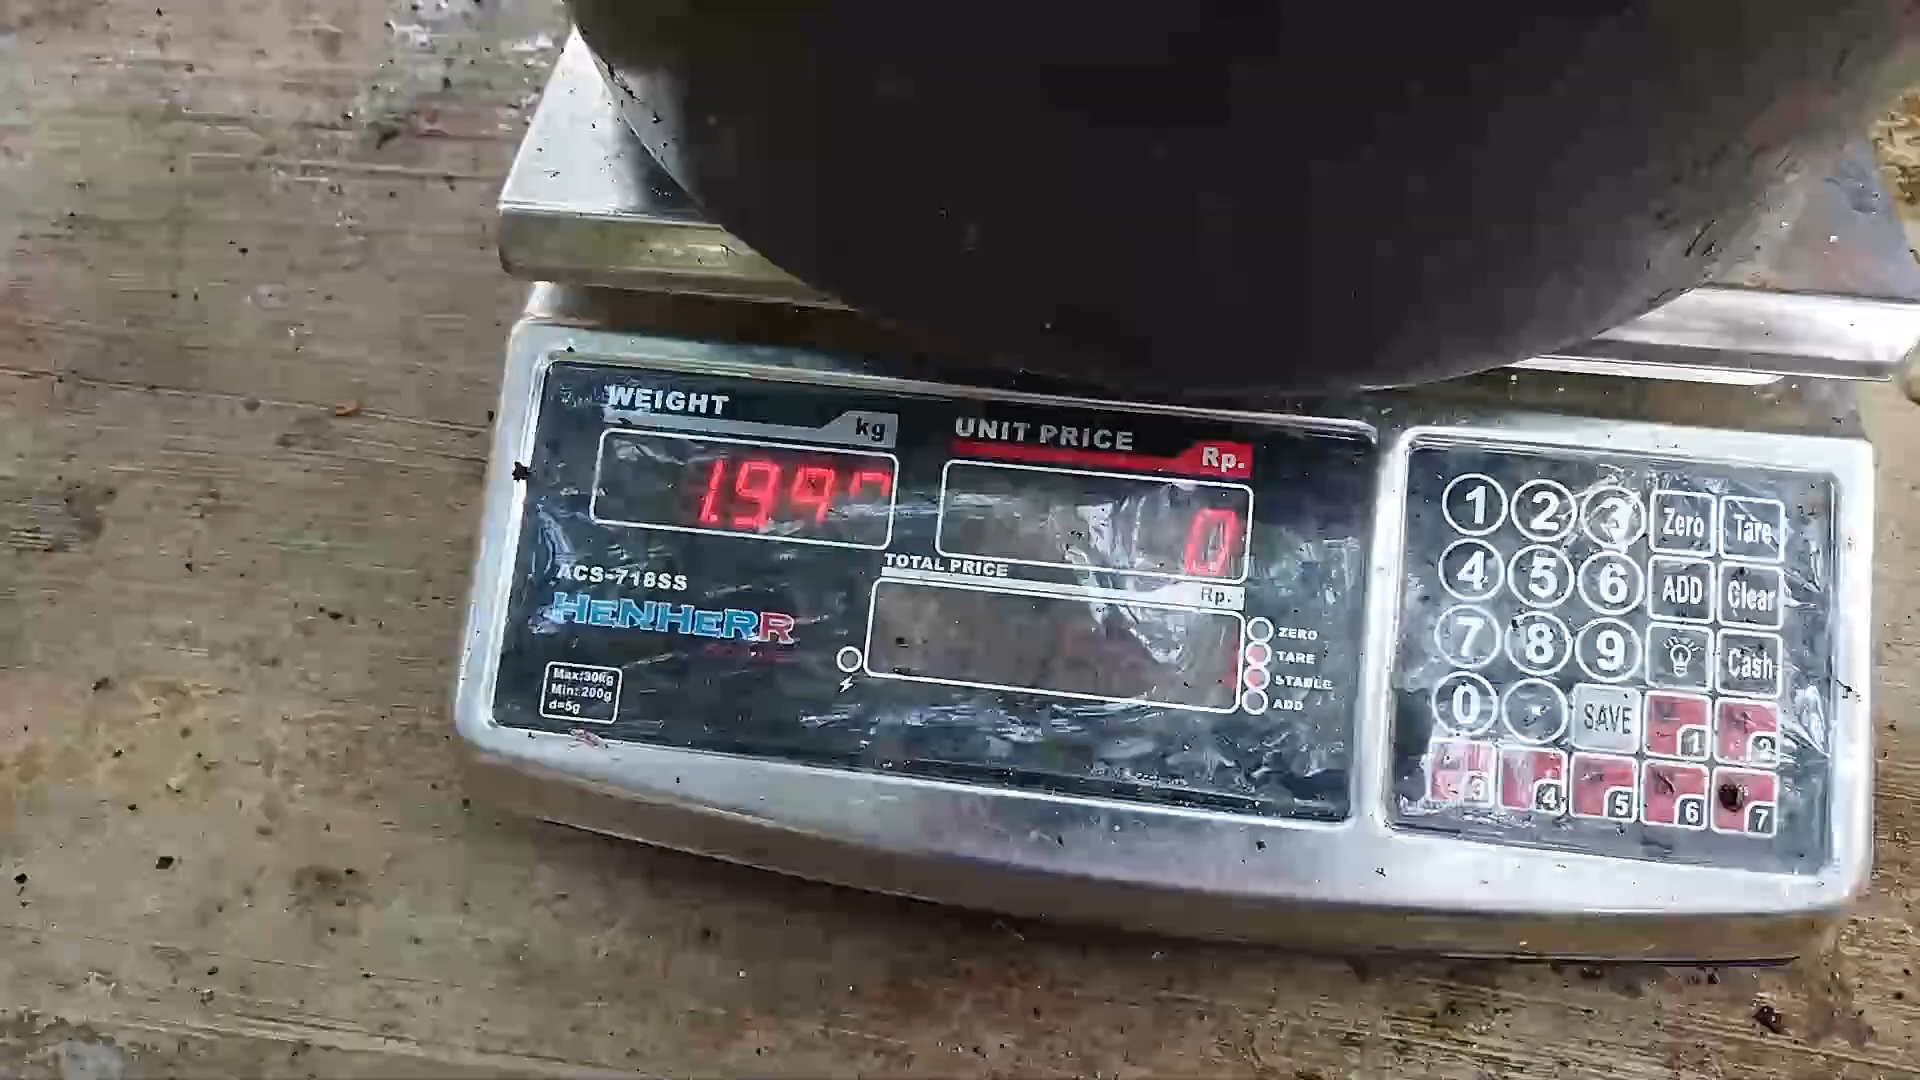 WEIGHT
kg
UNIT PRICE
Rp.
0
TOTAL PRICE
Rp.
ACS-718SS
HENHERR
Max:30kg
Min: 200g
d=5g
ZERO
TARE
STABLE
ADD
1 2 3 Zero Tare
4 5 6 ADD Clear
7 8 9 Cash
0 . SAVE 1 2
3 4 5 6 7